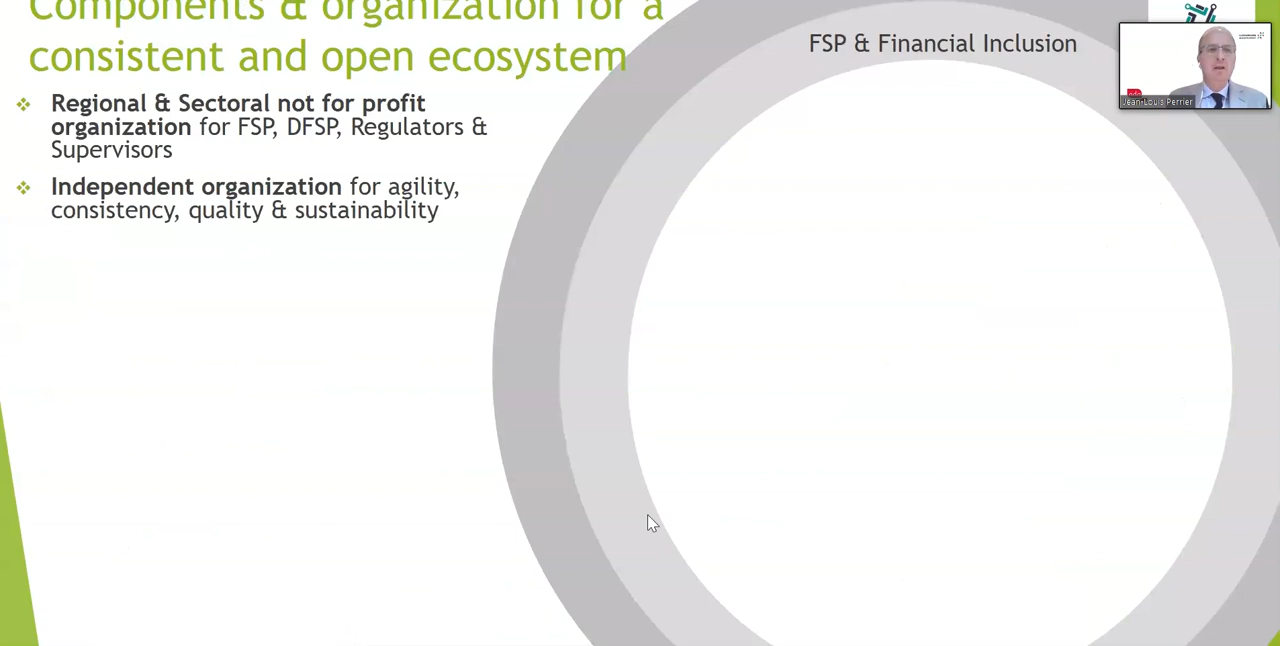 Components & organization for a
consistent and open ecosystem
FSP & Financial Inclusion
Regional & Sectoral not for profit
organization for FSP, DFSP, Regulators &
Supervisors
Independent organization for agility,
consistency, quality & sustainability
Jean-Louis Perrier